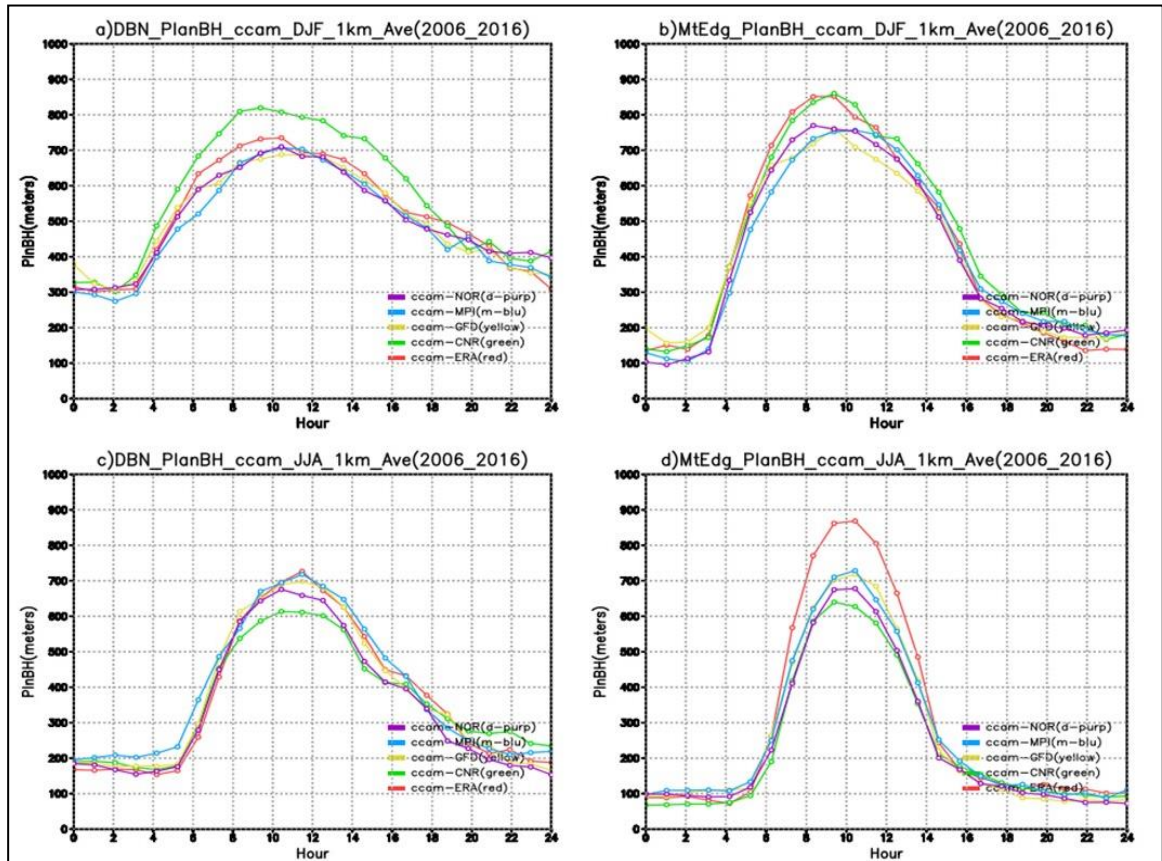 a)DBN_PlanBH_ccam_DJF_1km_Ave(2006_2016)
1000
900
800
700
600
500
400
300
200
100
0
PlnBH(meters)
ccam-NOR(d-purp)
ccam-MPI(m-blu)
ccam-GFD(yellow)
ccam-CNR(green)
ccam-ERA(red)
0 2 4 6 8 10 12 14 16 18 20 22 24
Hour
b)MtEdg_PlanBH_ccam_DJF_1km_Ave(2006_2016)
1000
900
800
700
600
500
400
300
200
100
0
PlnBH(meters)
ccam-NOR(d-purp)
ccam-MPI(m-blu)
ccam-GFD(yellow)
ccam-CNR(green)
ccam-ERA(red)
0 2 4 6 8 10 12 14 16 18 20 22 24
Hour
c)DBN_PlanBH_ccam_JJA_1km_Ave(2006_2016)
1000
900
800
700
600
500
400
300
200
100
0
PlnBH(meters)
ccam-NOR(d-purp)
ccam-MPI(m-blu)
ccam-GFD(yellow)
ccam-CNR(green)
ccam-ERA(red)
0 2 4 6 8 10 12 14 16 18 20 22 24
Hour
d)MtEdg_PlanBH_ccam_JJA_1km_Ave(2006_2016)
1000
900
800
700
600
500
400
300
200
100
0
PlnBH(meters)
ccam-NOR(d-purp)
ccam-MPI(m-blu)
ccam-GFD(yellow)
ccam-CNR(green)
ccam-ERA(red)
0 2 4 6 8 10 12 14 16 18 20 22 24
Hour